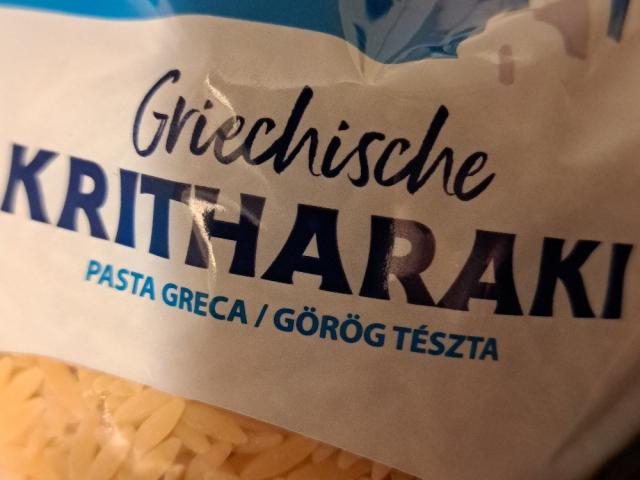 Griechische
KRITHARAKI
PASTA GRECA / GÖRÖG TÉSZTA